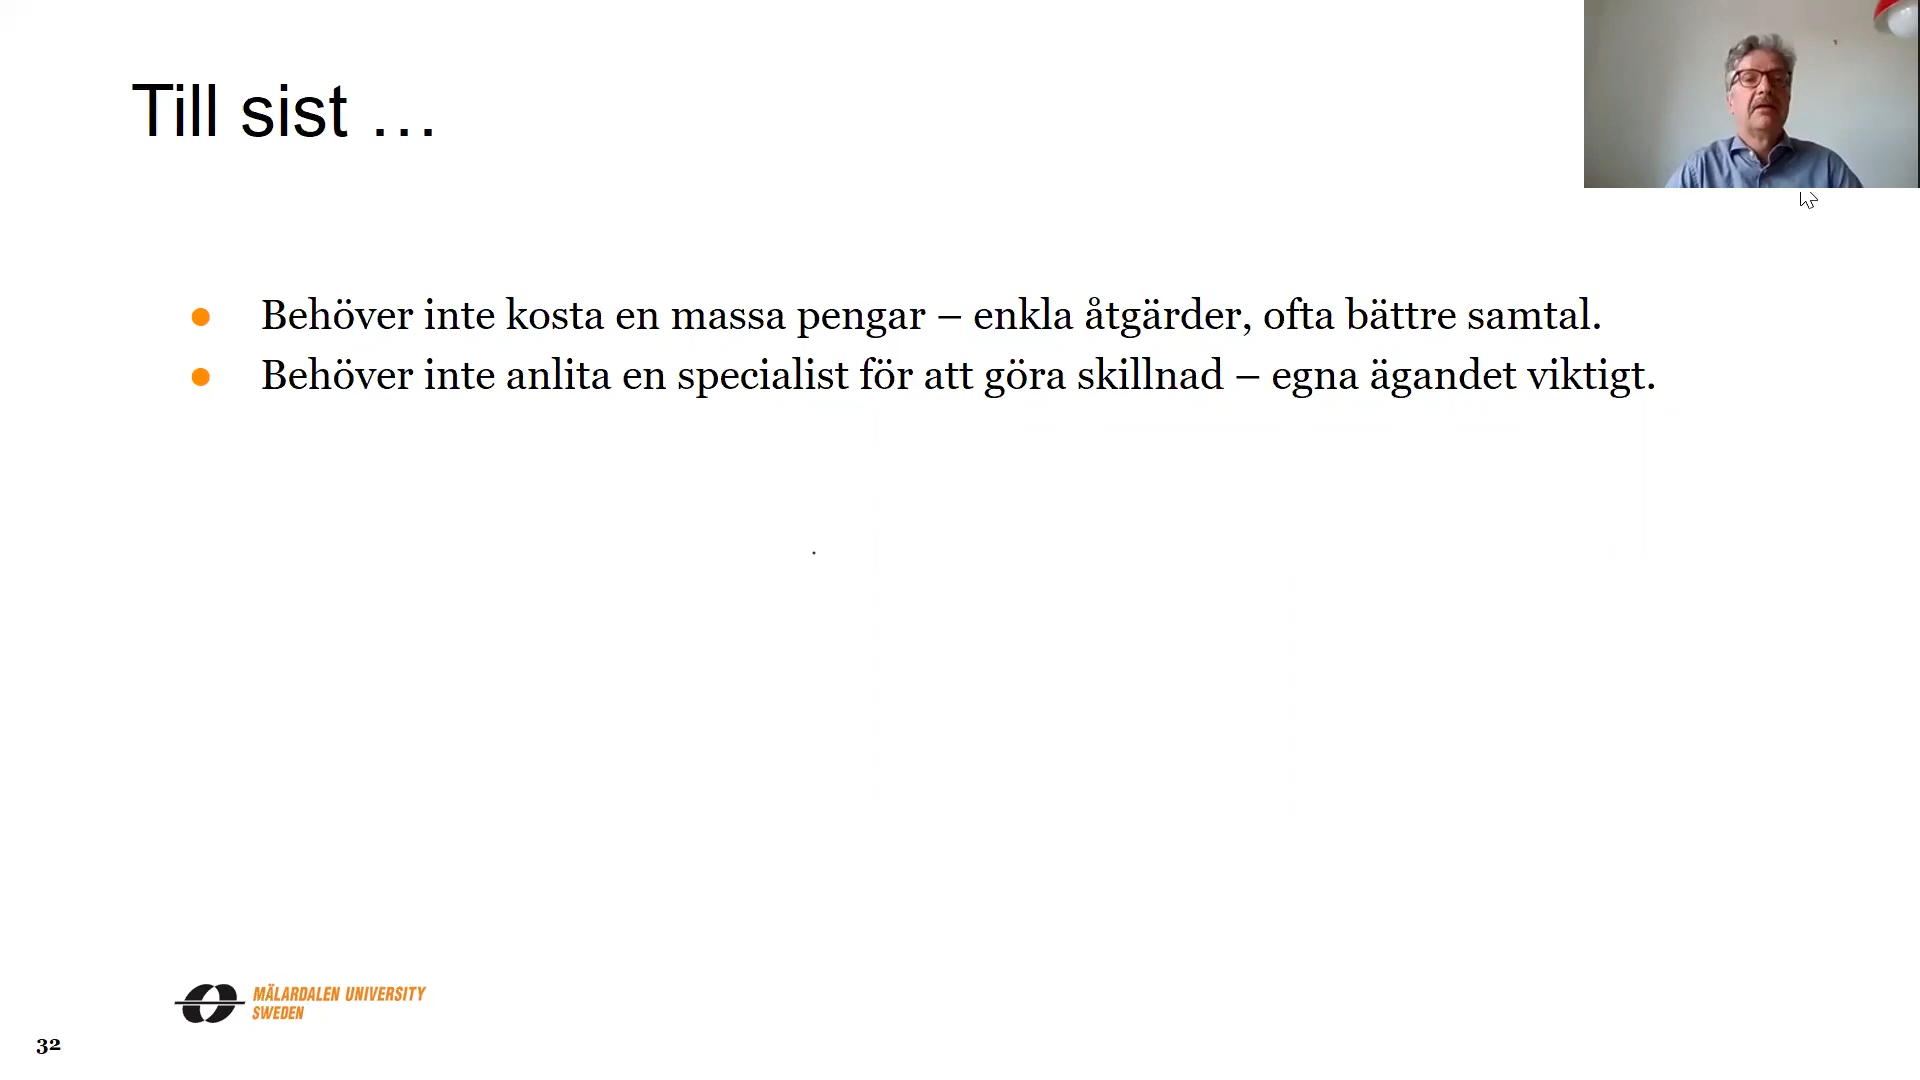 Till sist …
Behöver inte kosta en massa pengar – enkla åtgärder, ofta bättre samtal.
Behöver inte anlita en specialist för att göra skillnad – egna ägandet viktigt.
.
MÄLARDALEN UNIVERSITY
SWEDEN
32